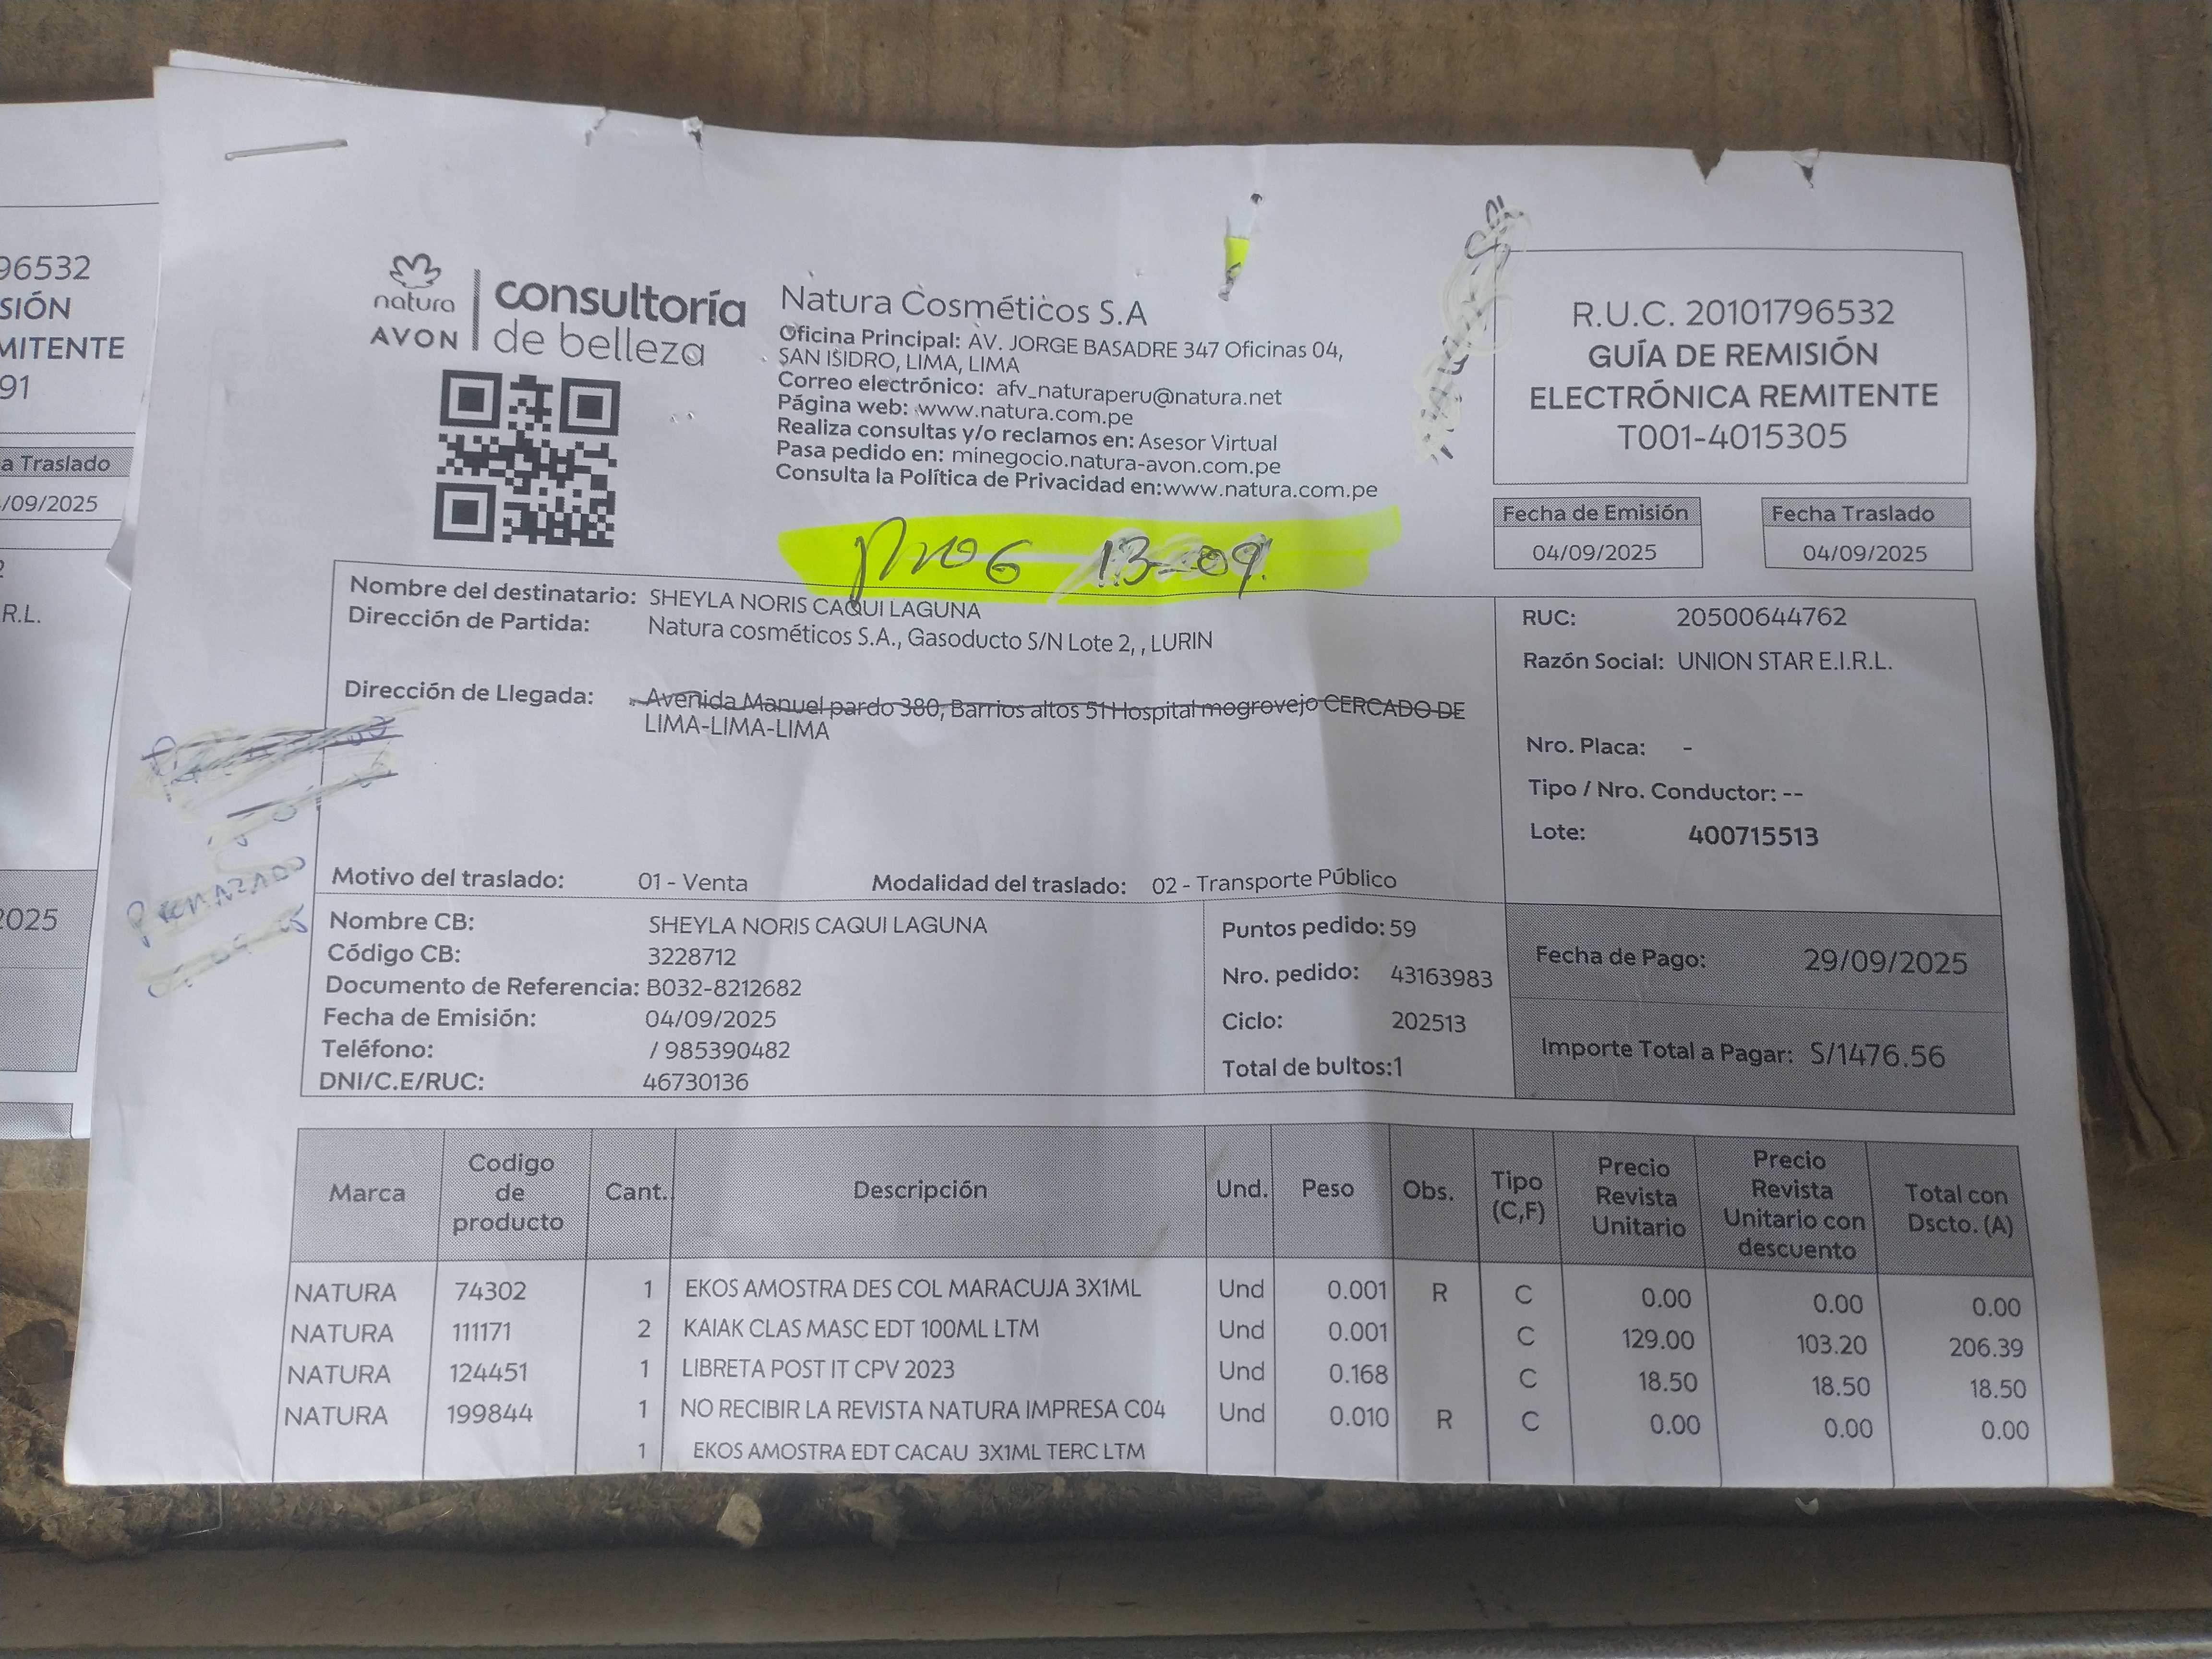 96532
SIÓN
MITENTE
91
a Traslado
/09/2025
R.L.
2025
natura
AVON
consultoría
de belleza
Natura Cosméticos S.A
Oficina Principal: AV. JORGE BASADRE 347 Oficinas 04,
SAN ISIDRO, LIMA, LIMA
Correo electrónico: afv_naturaperu@natura.net
Página web: www.natura.com.pe
Realiza consultas y/o reclamos en: Asesor Virtual
Pasa pedido en: minegocio.natura-avon.com.pe
Consulta la Política de Privacidad en:www.natura.com.pe
R.U.C. 20101796532
GUÍA DE REMISIÓN
ELECTRÓNICA REMITENTE
T001-4015305
Fecha de Emisión
04/09/2025
Fecha Traslado
04/09/2025
PROG 13-09.
Nombre del destinatario: SHEYLA NORIS CAQUI LAGUNA
Dirección de Partida: Natura cosméticos S.A., Gasoducto S/N Lote 2, , LURIN
Dirección de Llegada: Avenida Manuel pardo 380, Barrios altos 51 Hospital mogrovejo CERCADO DE
LIMA-LIMA-LIMA
RUC: 20500644762
Razón Social: UNION STAR E.I.R.L.
Nro. Placa: -
Tipo / Nro. Conductor: --
Lote: 400715513
Motivo del traslado: 01 - Venta Modalidad del traslado: 02 - Transporte Público
Nombre CB: SHEYLA NORIS CAQUI LAGUNA
Código CB: 3228712
Documento de Referencia: B032-8212682
Fecha de Emisión: 04/09/2025
Teléfono: / 985390482
DNI/C.E/RUC: 46730136
Puntos pedido: 59
Nro. pedido: 43163983
Ciclo: 202513
Total de bultos:1
Fecha de Pago: 29/09/2025
Importe Total a Pagar: S/1476.56
Marca Codigo de producto Cant. Descripción Und. Peso Obs. Tipo (C,F) Precio Revista Unitario Precio Revista Unitario con descuento Total con Dscto. (A)
NATURA 74302 1 EKOS AMOSTRA DES COL MARACUJA 3X1ML Und 0.001 R C 0.00 0.00 0.00
NATURA 111171 2 KAIAK CLAS MASC EDT 100ML LTM Und 0.001 C 129.00 103.20 206.39
NATURA 124451 1 LIBRETA POST IT CPV 2023 Und 0.168 C 18.50 18.50 18.50
NATURA 199844 1 NO RECIBIR LA REVISTA NATURA IMPRESA C04 Und 0.010 R C 0.00 0.00 0.00
1 EKOS AMOSTRA EDT CACAU 3X1ML TERC LTM